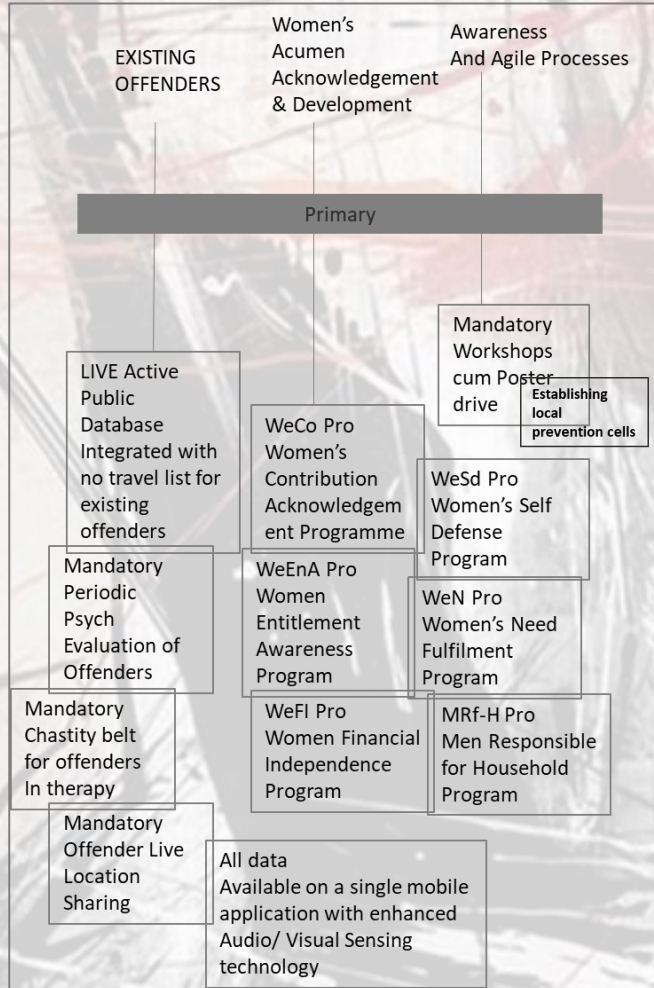 EXISTING
OFFENDERS
Women's
Acumen
Acknowledgement
& Development
Awareness
And Agile Processes
Primary
LIVE Active
Public
Database
Integrated with
no travel list for
existing
offenders
Mandatory
Periodic
Psych
Evaluation of
Offenders
Mandatory
Chastity belt
for offenders
In therapy
Mandatory
Offender Live
Location
Sharing
WeCo Pro
Women's
Contribution
Acknowledgem
ent Programme
WeEnA Pro
Women
Entitlement
Awareness
Program
WeFI Pro
Women Financial
Independence
Program
Mandatory
Workshops
cum Poster
drive
Establishing
local
prevention cells
WeSd Pro
Women's Self
Defense
Program
WeN Pro
Women's Need
Fulfilment
Program
MRf-H Pro
Men Responsible
for Household
Program
All data
Available on a single mobile
application with enhanced
Audio/ Visual Sensing
technology